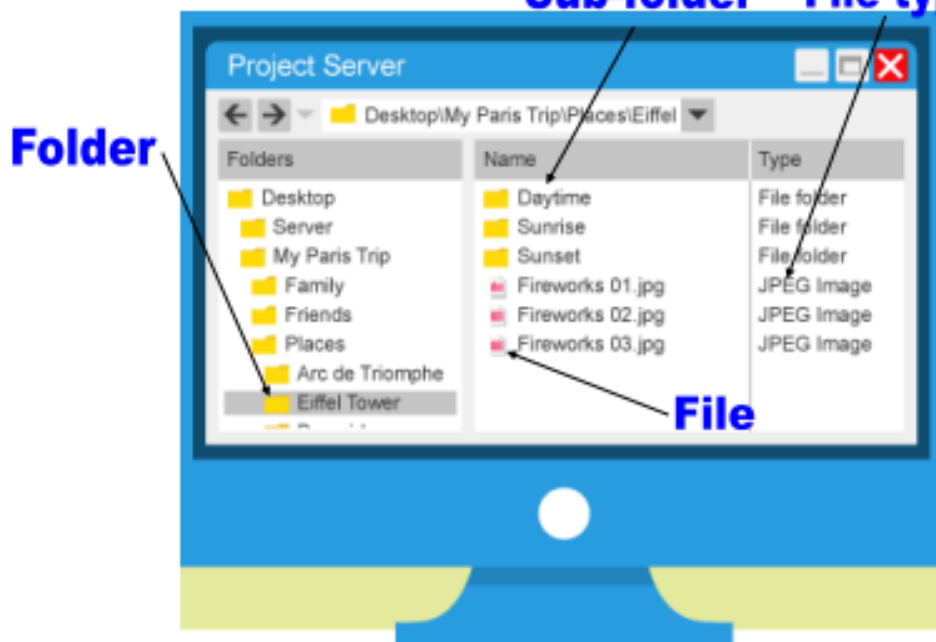 Sub-folder
Project Server
Desktop\My Paris Trip\Places\Eiffel
Folder
Folders
Name
Type
Desktop
Daytime
File folder
Server
Sunrise
File folder
My Paris Trip
Sunset
File folder
Family
Fireworks 01.jpg
JPEG Image
Friends
Fireworks 02.jpg
JPEG Image
Places
Fireworks 03.jpg
JPEG Image
Arc de Triomphe
Eiffel Tower
File